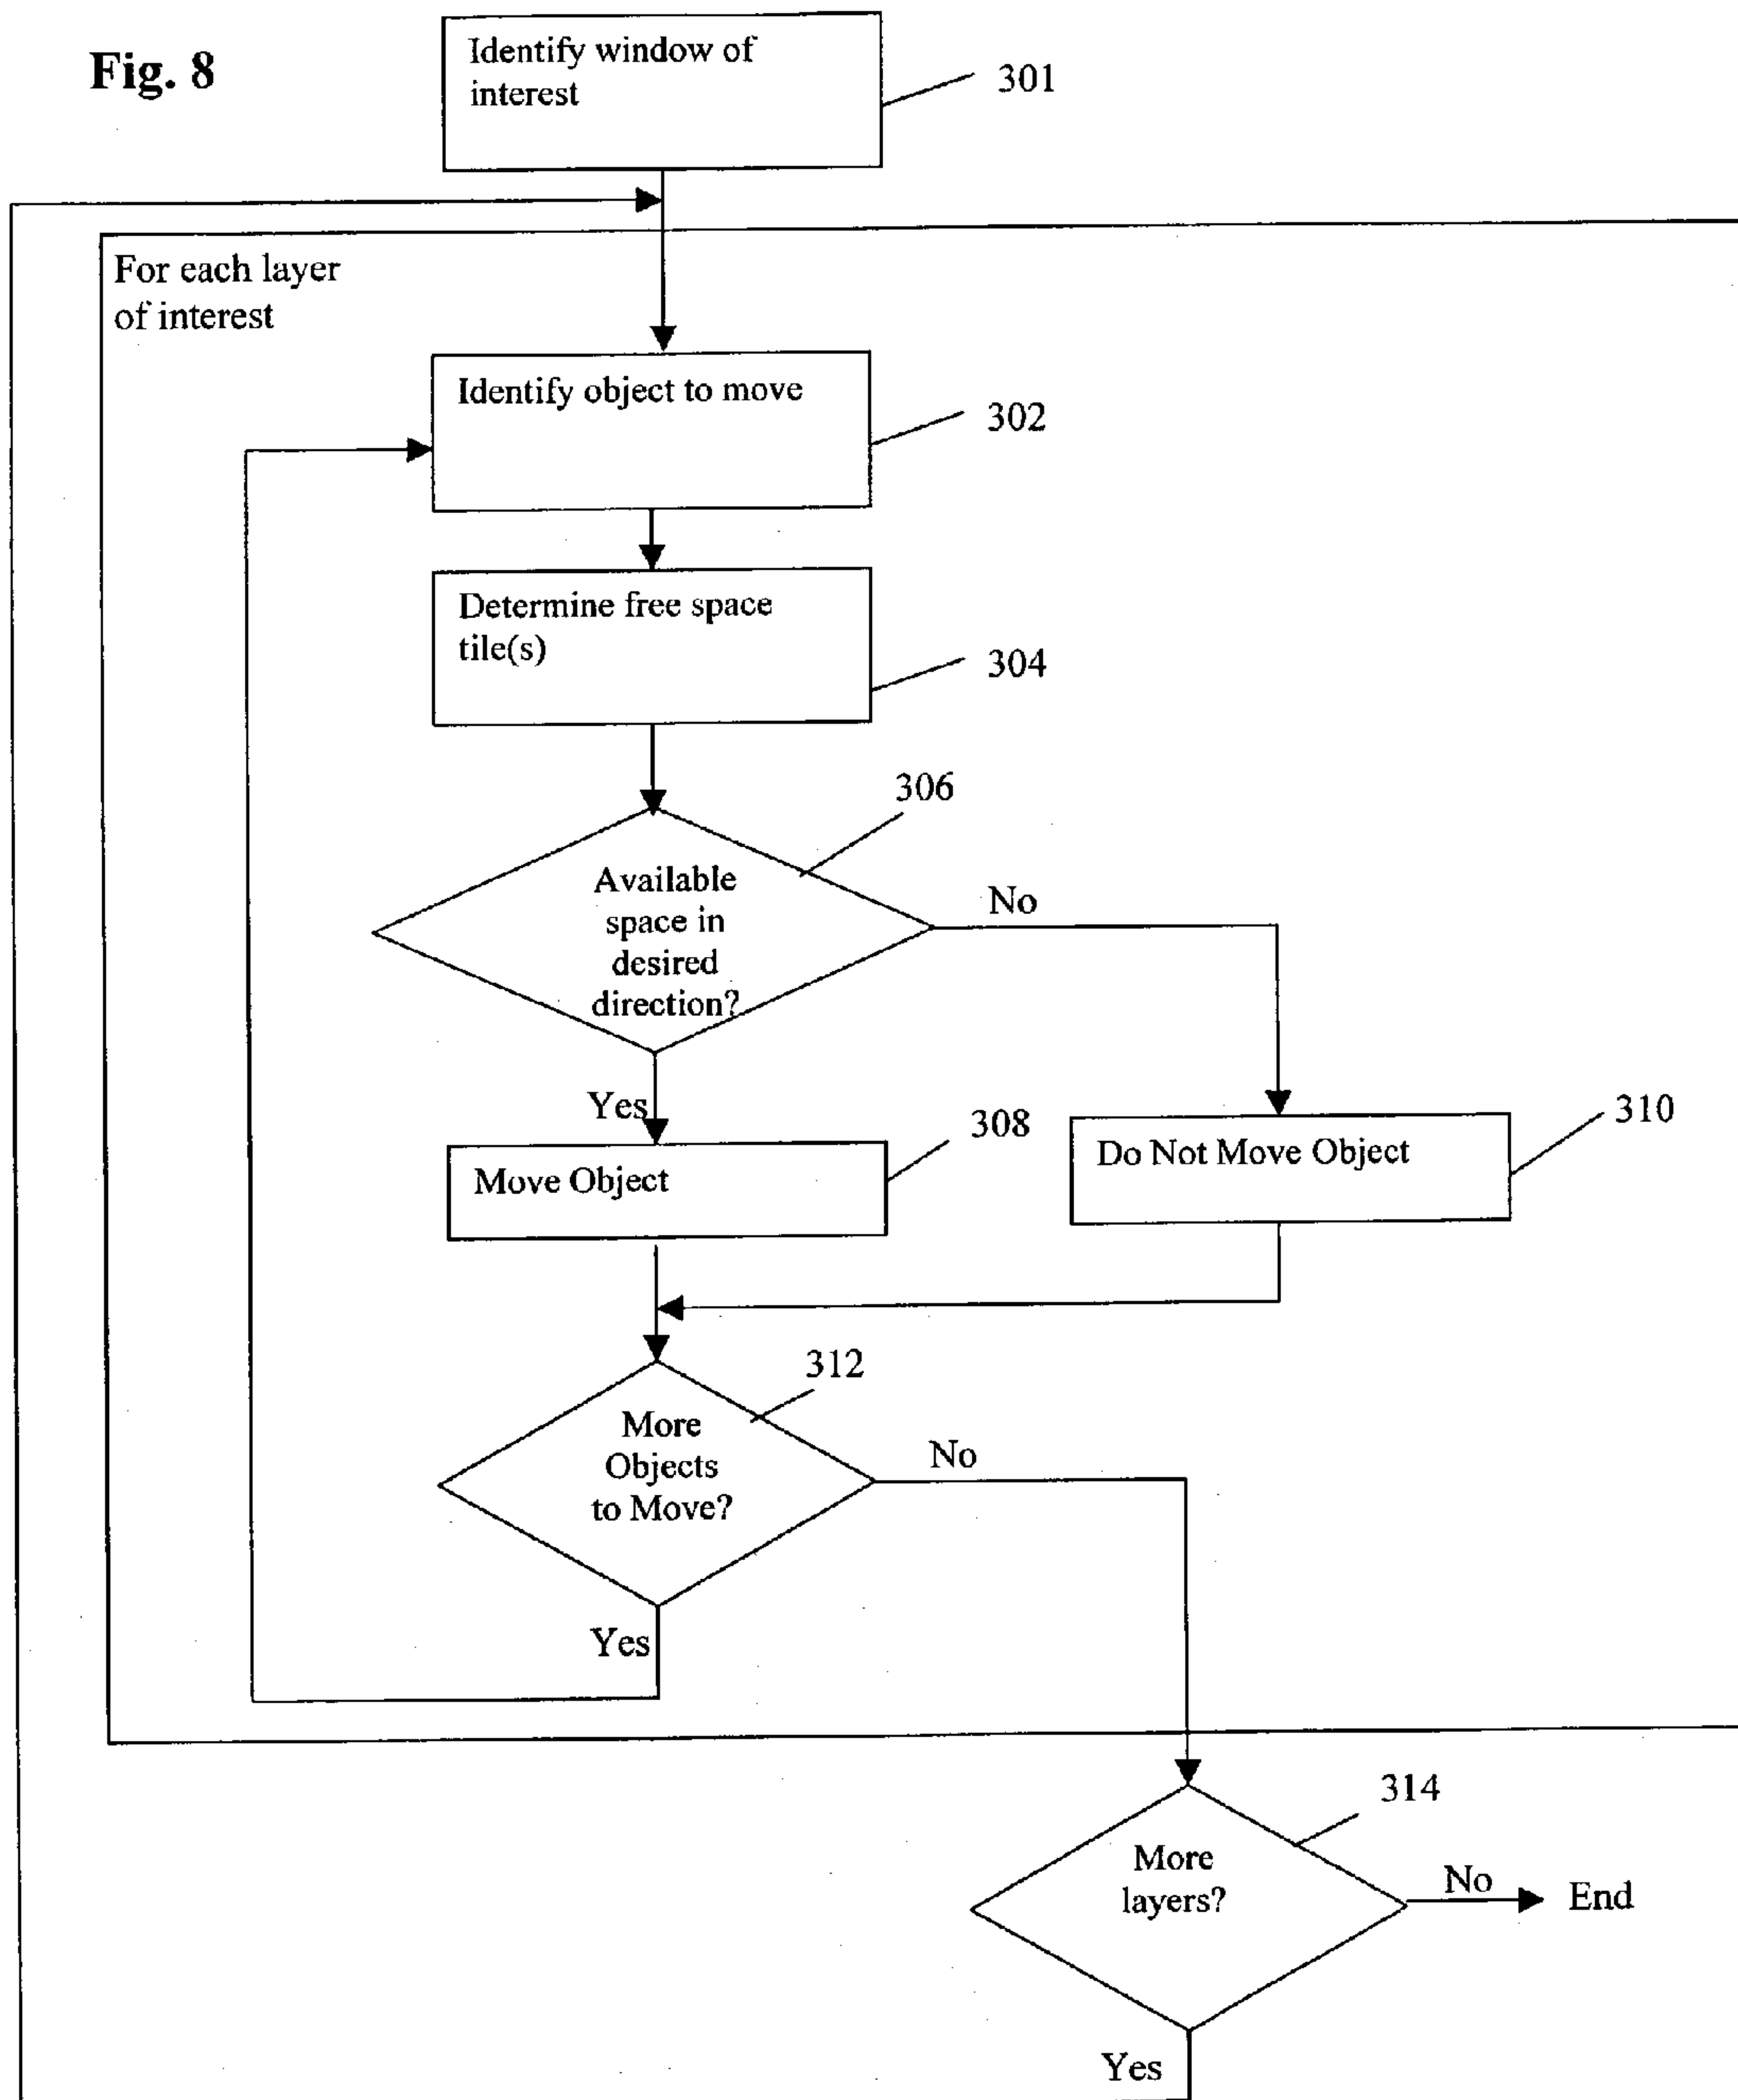 Fig. 8
Identify window of
interest
301
For each layer
of interest
Identify object to move
302
Determine free space
tile(s)
304
306
Available
space in
desired
direction?
No
Yes
308
310
Move Object
Do Not Move Object
312
More
Objects
to Move?
No
Yes
314
More
layers?
No
End
Yes